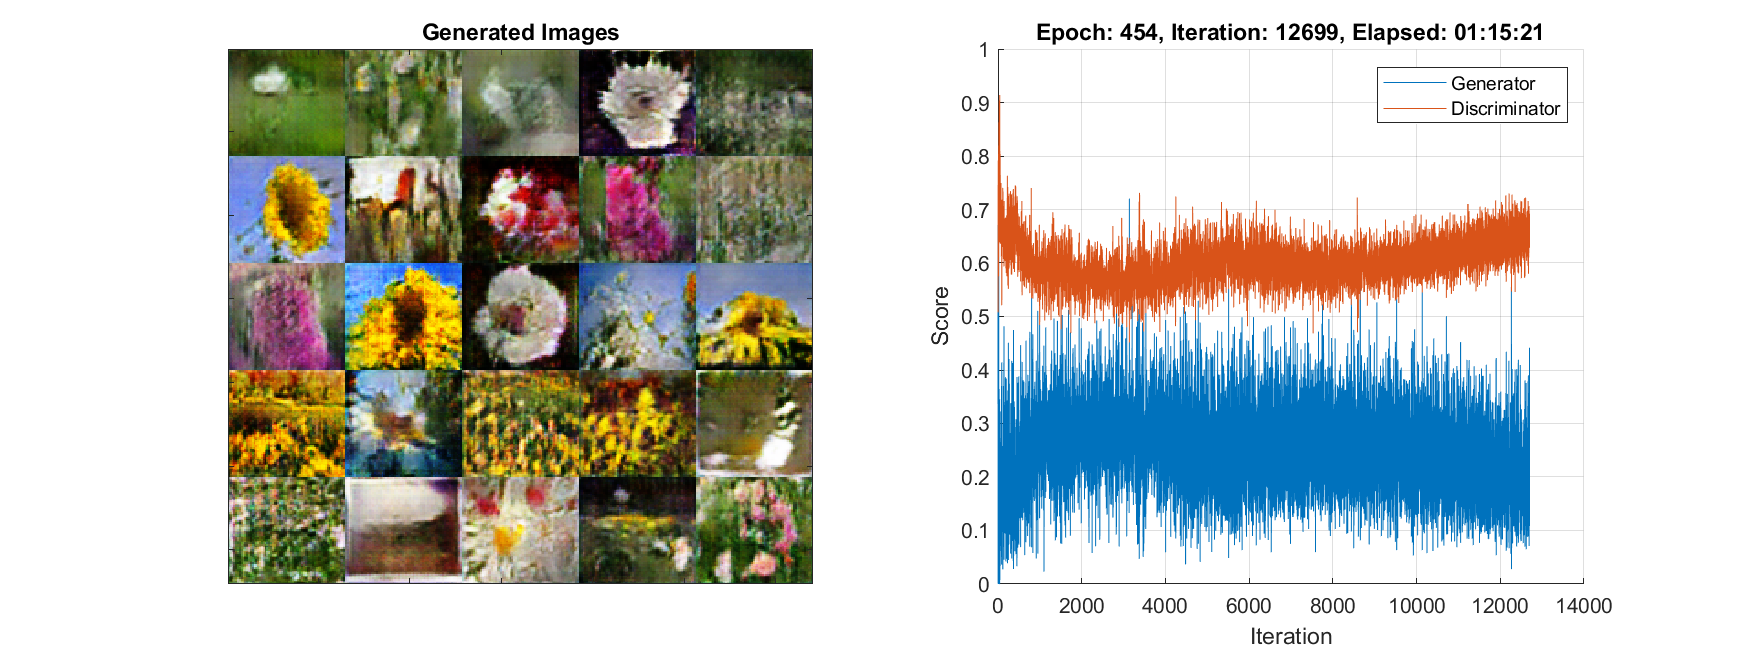 Generated Images
Epoch: 454, Iteration: 12699, Elapsed: 01:15:21
Generator
Discriminator
1
0.9
0.8
0.7
0.6
0.5
0.4
0.3
0.2
0.1
0
Score
0 2000 4000 6000 8000 10000 12000 14000
Iteration